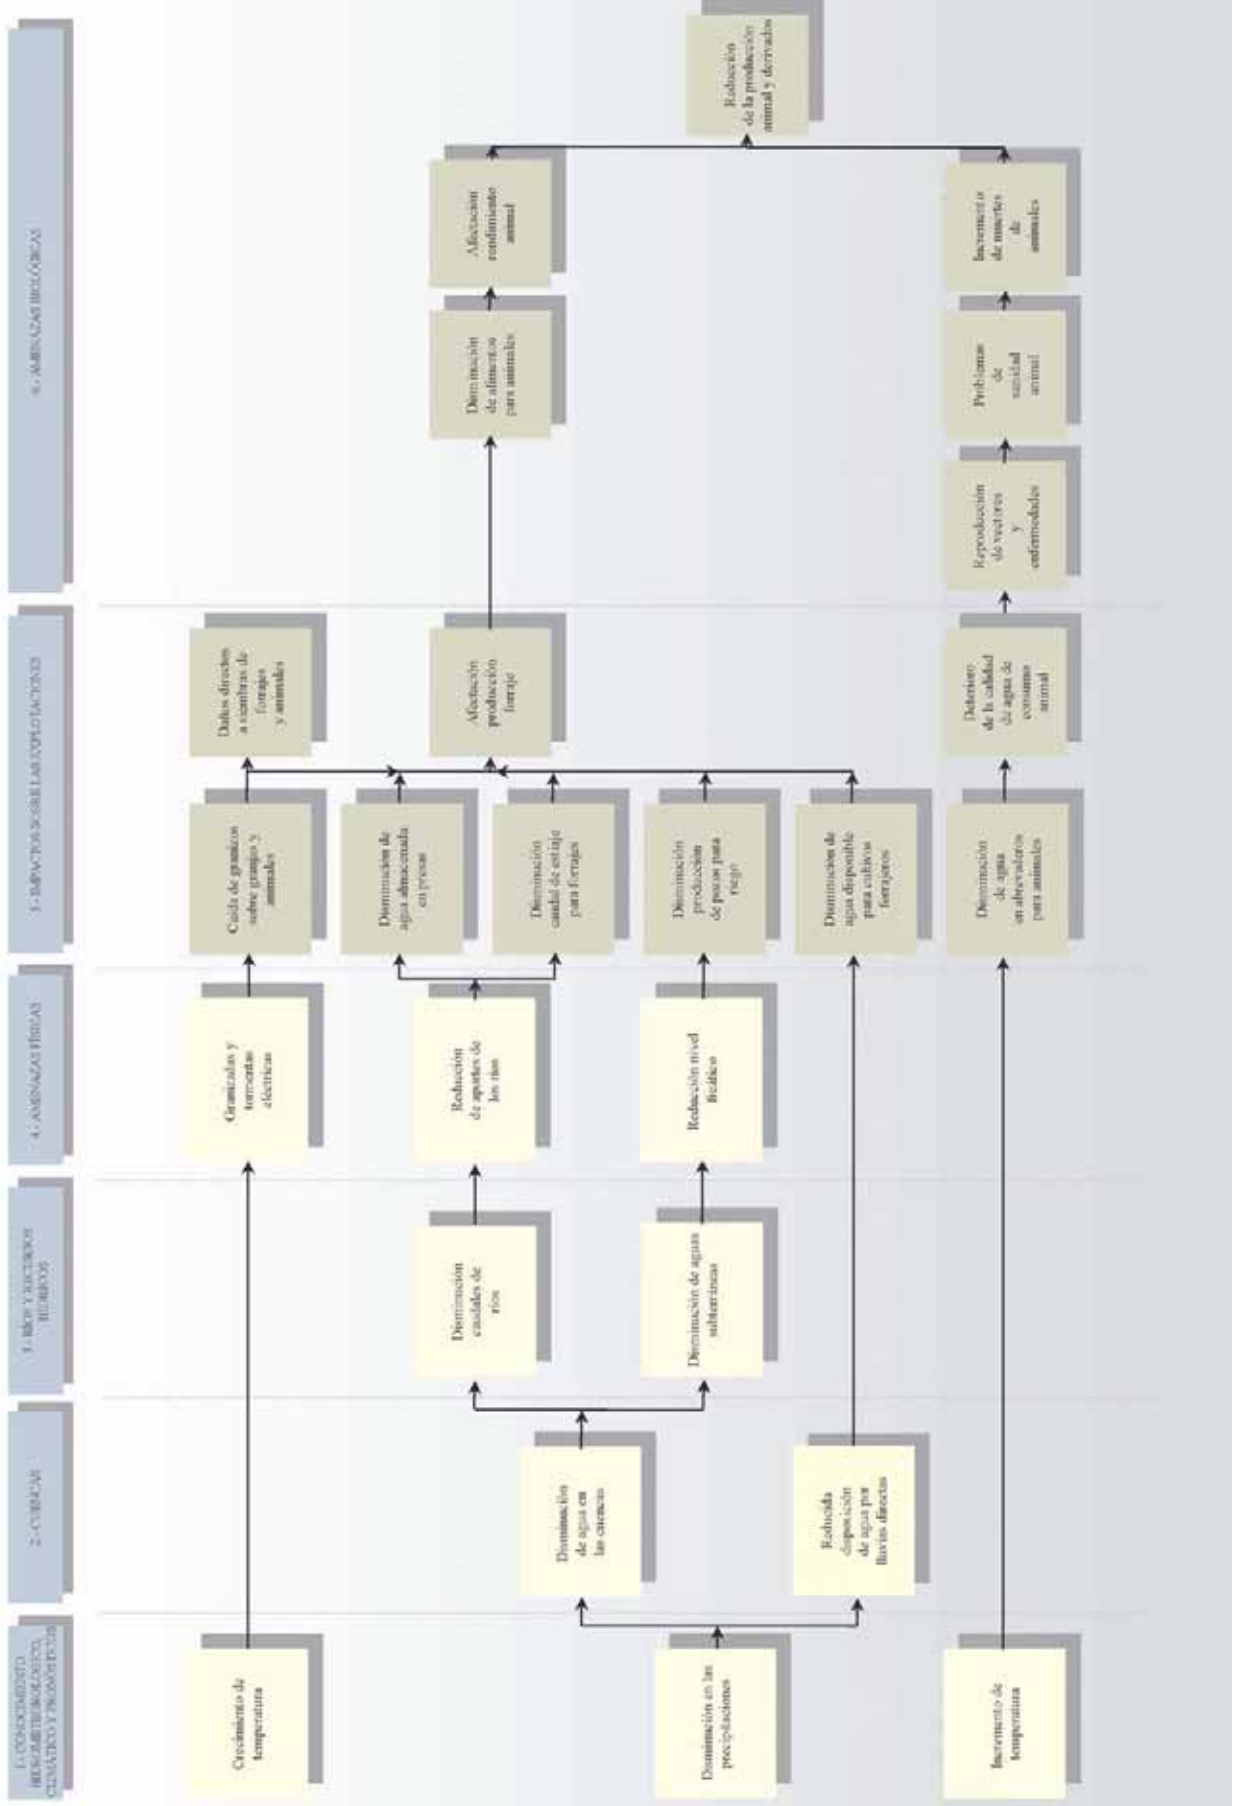 1.- CONOCIMIENTO
HIDROMETEOROLÓGICO,
CLIMÁTICO Y PRONÓSTICOS
2.- CUENCAS
3.- RÍOS Y RECURSOS
HÍDRICOS
4.- AMENAZAS FÍSICAS
5.- IMPACTOS SOBRE LAS EXPLOTACIONES
6.- AMENAZAS BIOLÓGICAS
Crecimiento de
temperatura
Granizadas y
tormentas
eléctricas
Caída de granizos
sobre granjas y
animales
Daños directos
a siembras de
forrajes
y animales
Disminución en las
precipitaciones
Disminución
de agua en
las cuencas
Disminución
caudales de
ríos
Reducción
de aportes de
los ríos
Disminución de
agua almacenada
en presas
Disminución
caudal de estiaje
para forrajes
Afectación
producción
forraje
Disminución
de alimentos
para animales
Afectación
rendimiento
animal
Disminución de aguas
subterráneas
Reducción nivel
freático
Disminución
producción
de pozos para
riego
Reducida
disposición
de agua por
lluvias directas
Disminución de
agua disponible
para cultivos
forrajeros
Reducción
de la producción
animal y derivados
Incremento de
temperatura
Disminución
de agua
en abrevaderos
para animales
Deterioro
de la calidad
de agua de
consumo
animal
Reproducción
de vectores
y
enfermedades
Problemas
de
sanidad
animal
Incremento
de muertes
de
animales